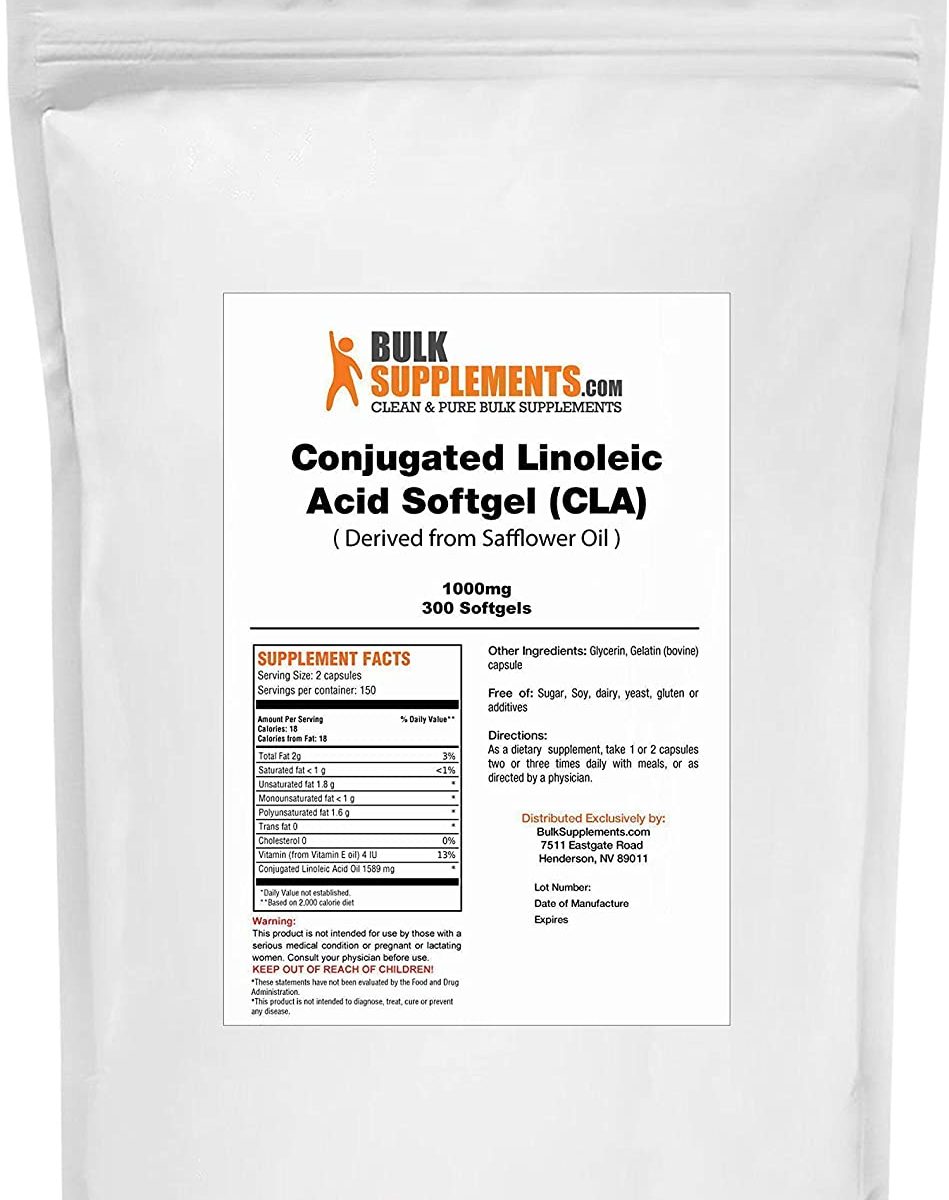 BULK
SUPPLEMENTS.COM
CLEAN & PURE BULK SUPPLEMENTS
Conjugated Linoleic
Acid Softgel (CLA)
( Derived from Safflower Oil )
1000mg
300 Softgels
SUPPLEMENT FACTS
Serving Size: 2 capsules
Servings per container: 150
Amount Per Serving % Daily Value**
Calories: 18
Calories from Fat: 18
Total Fat 2g 3%
Saturated fat < 1 g <1%
Unsaturated fat 1.8 g *
Monounsaturated fat < 1 g *
Polyunsaturated fat 1.6 g *
Trans fat 0 *
Cholesterol 0 0%
Vitamin (from Vitamin E oil) 4 IU 13%
Conjugated Linoleic Acid Oil 1589 mg *
*Daily Value not established.
**Based on 2,000 calorie diet
Warning:
This product is not intended for use by those with a
serious medical condition or pregnant or lactating
women. Consult your physician before use.
KEEP OUT OF REACH OF CHILDREN!
*These statements have not been evaluated by the Food and Drug
Administration.
*This product is not intended to diagnose, treat, cure or prevent
any disease.
Other Ingredients: Glycerin, Gelatin (bovine)
capsule
Free of: Sugar, Soy, dairy, yeast, gluten or
additives
Directions:
As a dietary supplement, take 1 or 2 capsules
two or three times daily with meals, or as
directed by a physician.
Distributed Exclusively by:
BulkSupplements.com
7511 Eastgate Road
Henderson, NV 89011
Lot Number:
Date of Manufacture
Expires